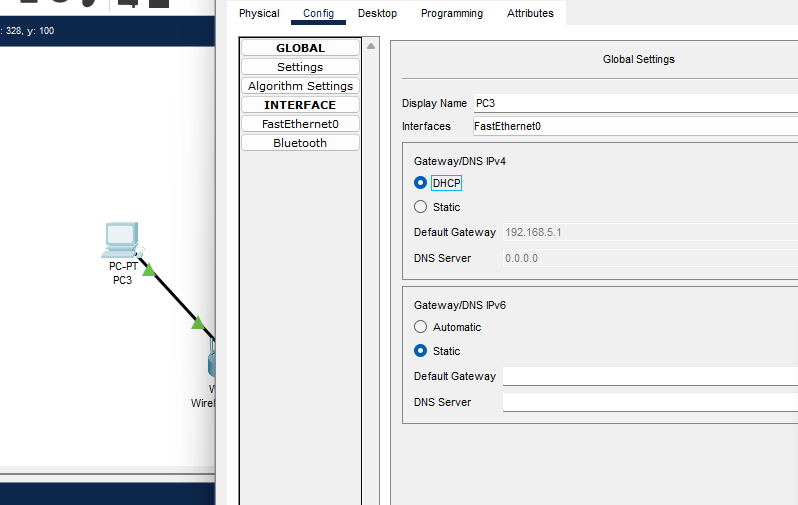 Physical Config Desktop Programming Attributes
: 328, y: 100
GLOBAL
Settings
Algorithm Settings
INTERFACE
FastEthernet0
Bluetooth
Global Settings
Display Name PC3
Interfaces FastEthernet0
Gateway/DNS IPv4
DHCP
Static
Default Gateway 192.168.5.1
DNS Server 0.0.0.0
Gateway/DNS IPv6
Automatic
Static
Default Gateway
DNS Server
PC-PT
PC3
W
Wirel